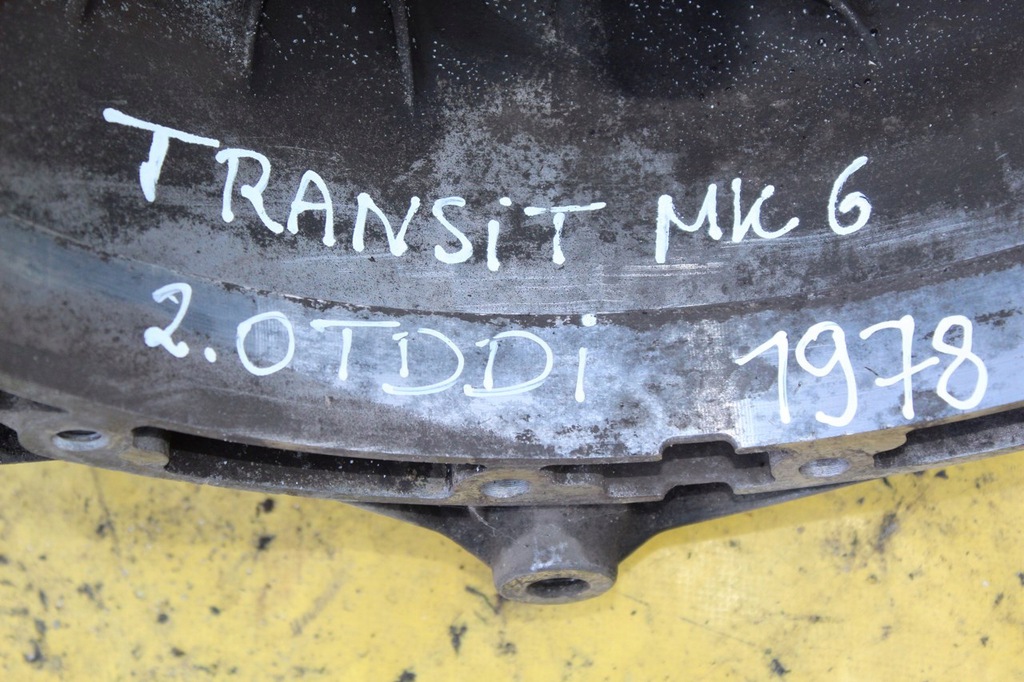 TRANSiT MK 6
2.0TDDi 1978